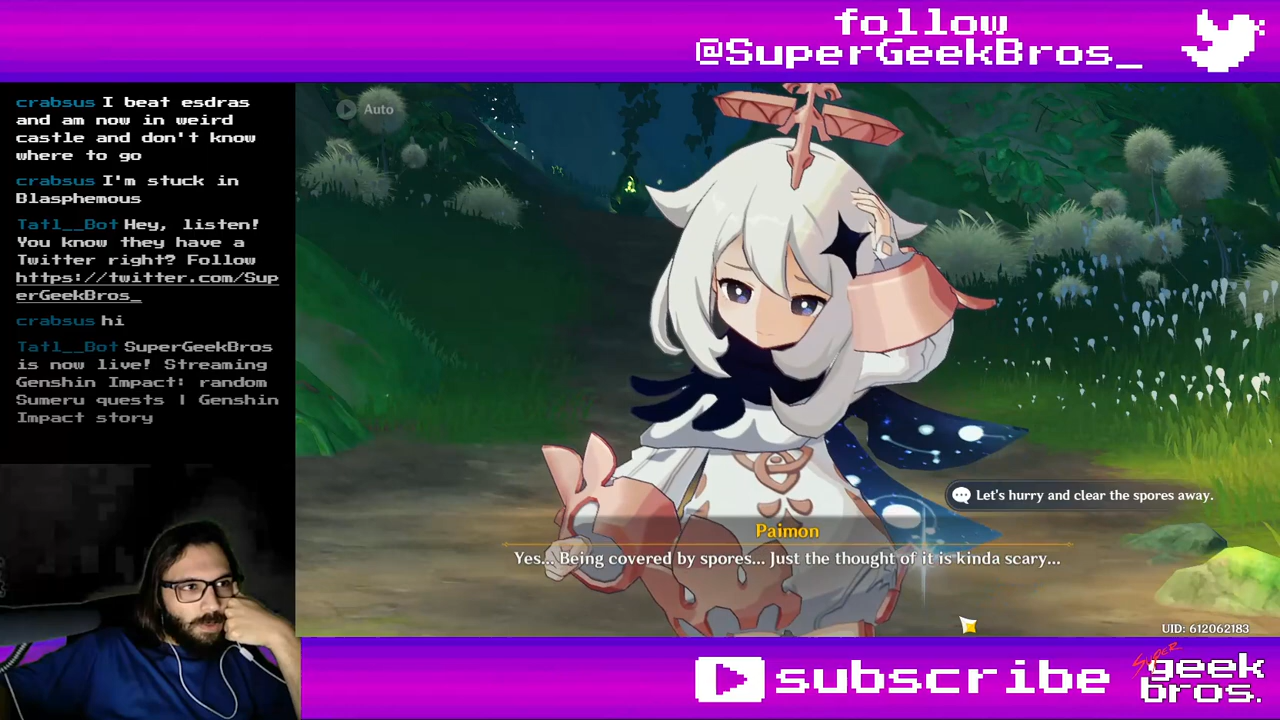 follow
@SuperGeekBros_
crabsus I beat esdras
and am now in weird
castle and don't know
where to go
crabsus I'm stuck in
Blasphemous
Tatl__Bot Hey, listen!
You know they have a
Twitter right? Follow
https://twitter.com/Sup
erGeekBros_
crabsus hi
Tatl__Bot SuperGeekBros
is now live! Streaming
Genshin Impact: random
Sumeru quests | Genshin
Impact story
Auto
Let's hurry and clear the spores away.
Paimon
Yes... Being covered by spores... Just the thought of it is kinda scary...
UID: 612062183
subscribe
super
geek
bros.